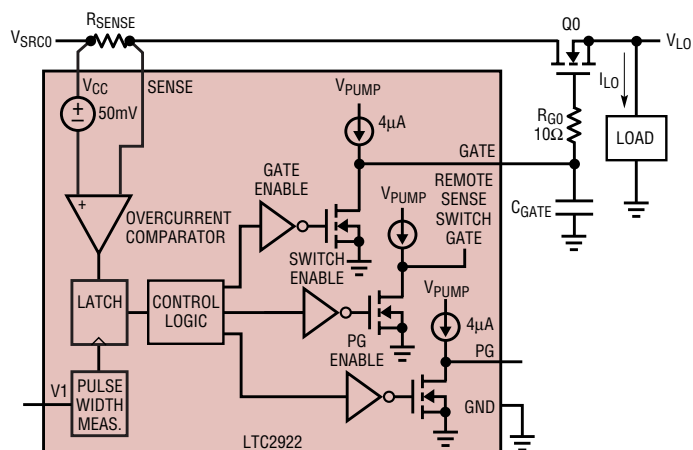 RSENSE
VSRC0
Q0
VLO
VCC
SENSE
VPUMP
ILO
50mV
4µA
RG0
10Ω
LOAD
GATE
GATE
ENABLE
VPUMP
REMOTE
SENSE
SWITCH
GATE
CGATE
+
OVERCURRENT
COMPARATOR
SWITCH
ENABLE
VPUMP
LATCH
CONTROL
LOGIC
4µA
PG
ENABLE
PG
V1
PULSE
WIDTH
MEAS.
GND
LTC2922